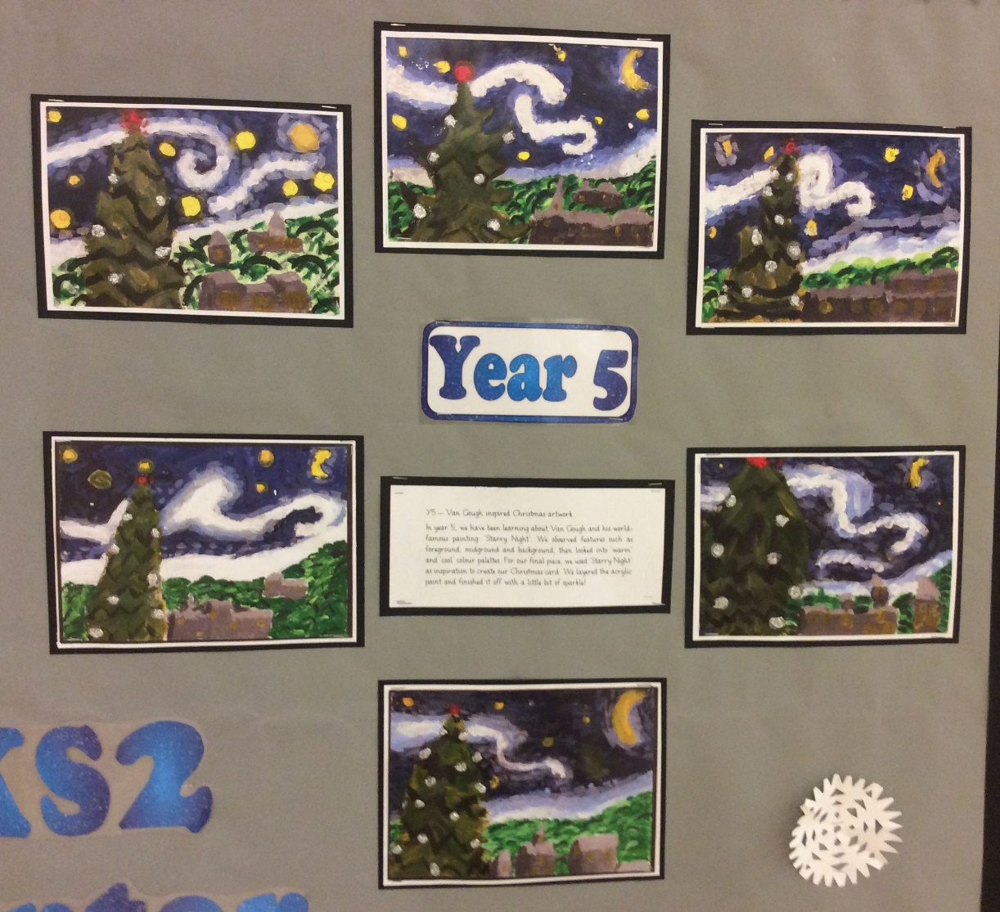 Year 5
Y5 - Van Gough inspired Christmas artwork
In year 5, we have been learning about Van Gough and his world-
famous painting 'Starry Night'. We observed features such as
foreground, midground and background, then looked into 'warm'
and 'cool' colour palettes. For our final piece, we used 'Starry Night'
as inspiration to create our Christmas card. We layered the acrylic
paint and finished it off with a little bit of sparkle!
KS2